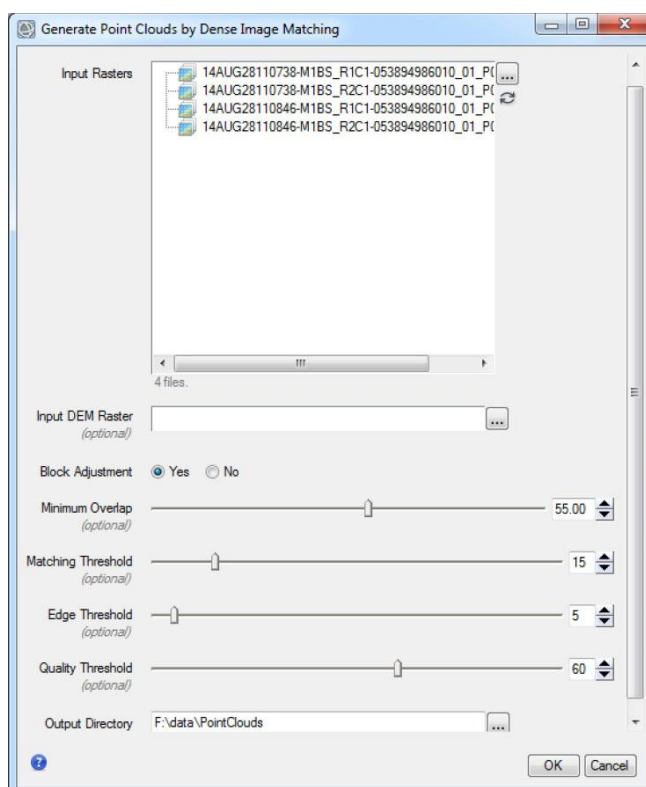 Generate Point Clouds by Dense Image Matching
Input Rasters
14AUG28110738-M1BS_R1C1-053894986010_01_P(
14AUG28110738-M1BS_R2C1-053894986010_01_P(
14AUG28110846-M1BS_R1C1-053894986010_01_P(
14AUG28110846-M1BS_R2C1-053894986010_01_P(
...
4 files.
Input DEM Raster
(optional)
...
Block Adjustment Yes No
Minimum Overlap 55.00
(optional)
Matching Threshold 15
(optional)
Edge Threshold 5
(optional)
Quality Threshold 60
(optional)
Output Directory F:\data\PointClouds ...
? OK Cancel